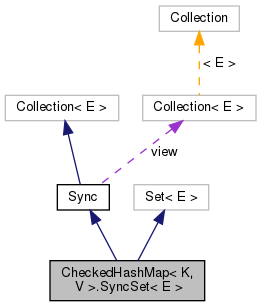 Collection
< E >
Collection< E >
Collection< E >
view
Sync
Set< E >
CheckedHashMap< K,
V >.SyncSet< E >